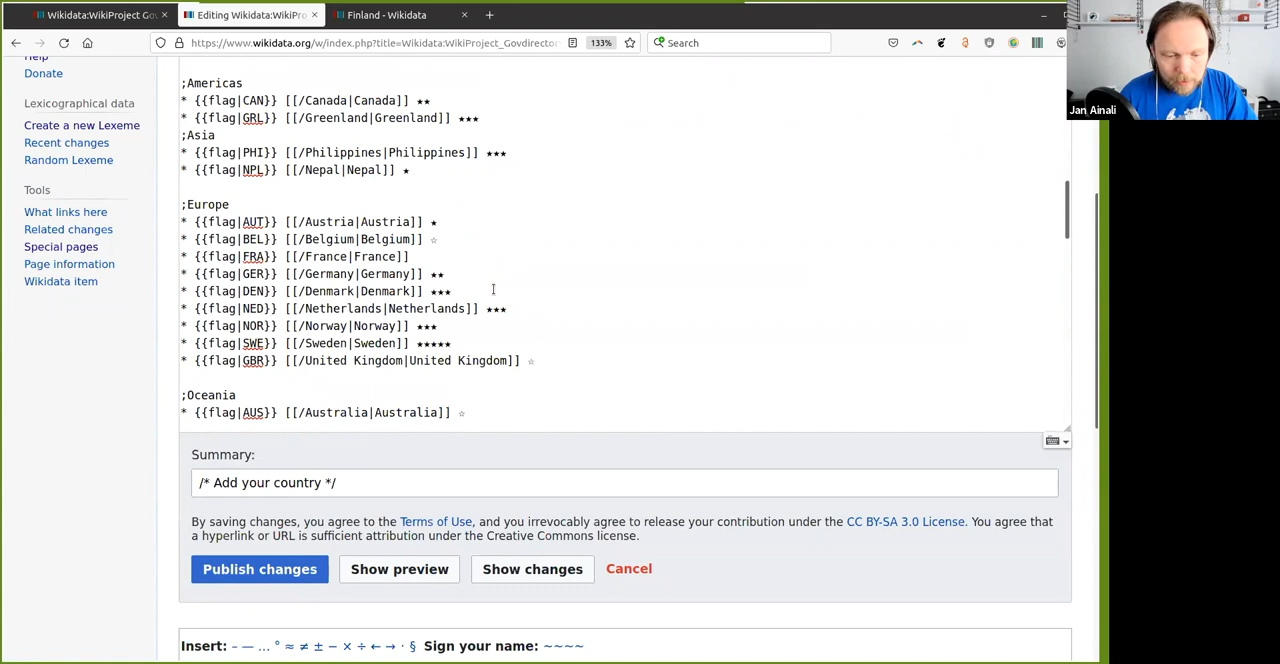 Wikidata:WikiProject Gov
Editing Wikidata:WikiPro
Finland - Wikidata
https://www.wikidata.org/w/index.php?title=Wikidata:WikiProject_Govdirector
133%
Search
Help
Donate
Lexicographical data
Create a new Lexeme
Recent changes
Random Lexeme
Tools
What links here
Related changes
Special pages
Page information
Wikidata item
;Americas
* {{flag|CAN}} [[/Canada|Canada]] ★★
* {{flag|GRL}} [[/Greenland|Greenland]] ★★★
;Asia
* {{flag|PHI}} [[/Philippines|Philippines]] ★★★
* {{flag|NPL}} [[/Nepal|Nepal]] ★
;Europe
* {{flag|AUT}} [[/Austria|Austria]] ★
* {{flag|BEL}} [[/Belgium|Belgium]] ☆
* {{flag|FRA}} [[/France|France]]
* {{flag|GER}} [[/Germany|Germany]] ★★
* {{flag|DEN}} [[/Denmark|Denmark]] ★★★
* {{flag|NED}} [[/Netherlands|Netherlands]] ★★★
* {{flag|NOR}} [[/Norway|Norway]] ★★★
* {{flag|SWE}} [[/Sweden|Sweden]] ★★★★★
* {{flag|GBR}} [[/United Kingdom|United Kingdom]] ☆
;Oceania
* {{flag|AUS}} [[/Australia|Australia]] ☆
Summary:
/* Add your country */
By saving changes, you agree to the Terms of Use, and you irrevocably agree to release your contribution under the CC BY-SA 3.0 License. You agree that
a hyperlink or URL is sufficient attribution under the Creative Commons license.
Publish changes
Show preview
Show changes
Cancel
Insert: – — … ° ≈ ≠ ± − × ÷ ← → · § Sign your name: ~~~~
Jan Ainali